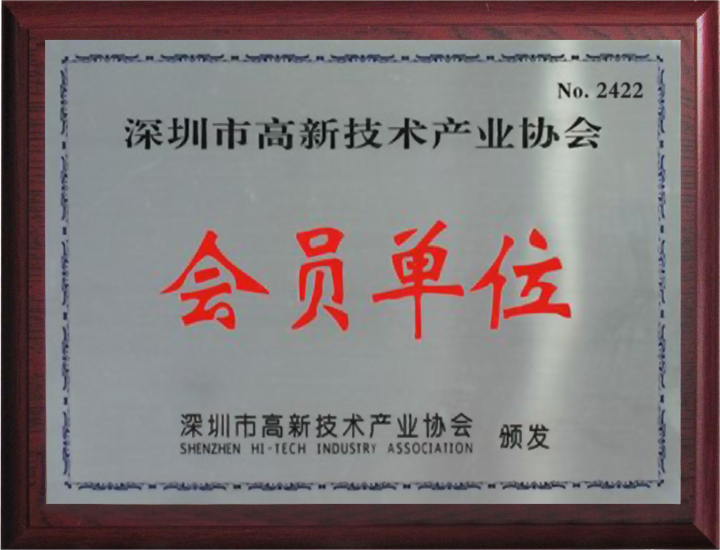 No. 2422
深圳市高新技术产业协会
会员单位
深圳市高新技术产业协会 颁发
SHENZHEN HI-TECH INDUSTRY ASSOCIATION